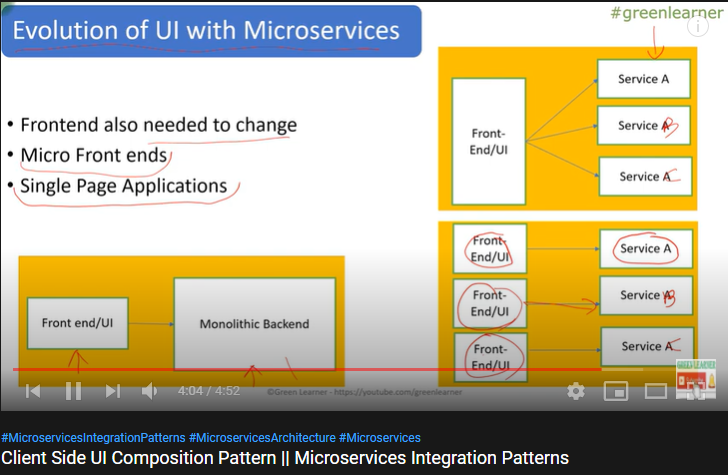 #greenlearner
Evolution of UI with Microservices
• Frontend also needed to change
• Micro Front ends
• Single Page Applications
Front-
End/UI
Service A
Service A B
Service A C
Front-
End/UI
Service A
Front-
End/UI
Service A B
Front-
End/UI
Service A C
Front end/UI
Monolithic Backend
4:04 / 4:52
©Green Learner - https://youtube.com/greenlearner
GREEN LEARNER
#MicroservicesIntegrationPatterns #MicroservicesArchitecture #Microservices
Client Side UI Composition Pattern || Microservices Integration Patterns